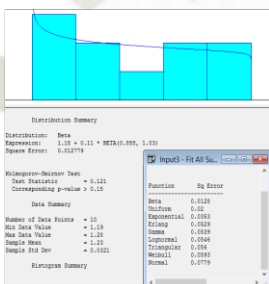 Distribution Summary
Distribution: Beta
Expression: 1.18 + 0.11 * BETA(0.888, 1.03)
Square Error: 0.012779
Kolmogorov-Smirnov Test
Test Statistic = 0.121
Corresponding p-value > 0.15
Data Summary
Number of Data Points = 10
Min Data Value = 1.19
Max Data Value = 1.28
Sample Mean = 1.23
Sample Std Dev = 0.0321
Histogram Summary
Input3 - Fit All Su...
Function Sq Error
Beta 0.0128
Uniform 0.02
Exponential 0.0353
Erlang 0.0529
Gamma 0.0539
Lognormal 0.0546
Triangular 0.056
Weibull 0.0593
Normal 0.0779